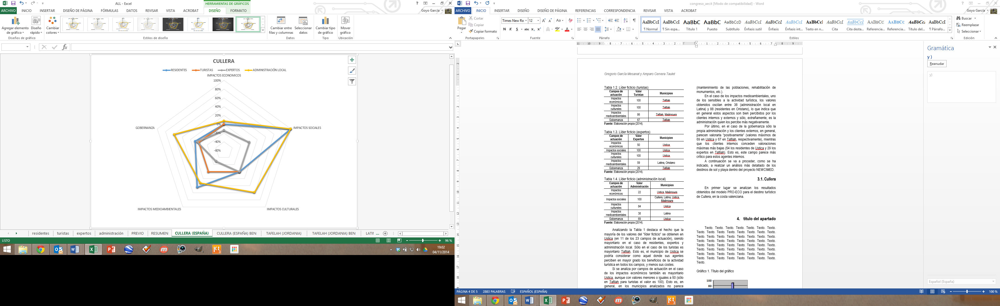 ALL - Excel
HERRAMIENTAS DE GRÁFICOS
ARCHIVO INICIO INSERTAR DISEÑO DE PÁGINA FÓRMULAS DATOS REVISAR VISTA ACROBAT DISEÑO FORMATO Goyo García
Agregar elemento de gráfico
Diseño rápido
Cambiar colores
Cambiar entre filas y columnas
Seleccionar datos
Cambiar tipo de gráfico
Mover gráfico
Diseños de gráfico Estilos de diseño Datos Tipo Ubicación
fx
CULLERA
RESIDENTES TURISTAS EXPERTOS ADMINISTRACIÓN LOCAL
IMPACTOS ECONOMICOS
100%
80%
60%
40%
20%
0%
-20%
-40%
-60%
GOBERNANZA
IMPACTOS SOCIALES
IMPACTOS MEDIOAMBIENTALES
IMPACTOS CULTURALES
residentes turistas expertos administración PREVIO RESUMEN CULLERA (ESPAÑA) CULLERA (ESPAÑA) BEN TAFELAH (JORDANIA) TAFELAH (JORDANIA) BEN LATII ...
LISTO
96 %
19:02
04/11/2014
congreso_aecit [Modo de compatibilidad] - Word
ARCHIVO INICIO INSERTAR DISEÑO DISEÑO DE PÁGINA REFERENCIAS CORRESPONDENCIA REVISAR VISTA ACROBAT Goyo García
Pegar
Cortar
Copiar
Copiar formato
Times New Ro 12
N K S abc x₂ x²
AaBbCcI AaBbCcI AaBbC AaBbC AaBbCcD AaBbCcI AaBbCcI AaBbCcI AaBbCcI AaBbCcI AaBbCcI AaBbCc AaBbCc AaBbCcI AaBbCcI
¶ Normal ¶ Sin espa... Título 1 Puesto Subtítulo Énfasis sutil Énfasis Énfasis int... Texto en n... Cita Cita desta... Referencia... Referencia... Título del... ¶ Párrafo...
Buscar
Reemplazar
Seleccionar
Portapapeles Fuente Párrafo Estilos Edición
Gregorio García Mesanat y Amparo Cervera Taulet
Tabla 1.2. Líder ficticio (turistas)
Campos de actuación Valor Turistas Municipios
Impactos económicos 100 Tafilah
Impactos culturales 100 Tafilah
Impactos medioambientales 86 Tafilah, Maâmoura
Gobernanza 67 Tafilah
Fuente: Elaboración propia (2014).
Tabla 1.3. Líder ficticio (expertos)
Campos de actuación Valor Expertos Municipios
Impactos económicos 50 Ustica
Impactos sociales 100 Ustica
Impactos culturales 100 Ustica
Impactos medioambientales 59 Latina, Oristano
Gobernanza 29 Tafilah
Fuente: Elaboración propia (2014).
Tabla 1.4. Líder ficticio (administración local)
Campos de actuación Valor Administración Municipios
Impactos económicos 22 Ustica, Maâmoura
Impactos sociales 100 Cullera, Latina, Ustica, Maâmoura
Impactos culturales 84 Ustica
Impactos medioambientales 38 Latina
Gobernanza 69 Ustica
Fuente: Elaboración propia (2014).
Analizando la Tabla 1 destaca el hecho que la
mayoría de los valores del "líder ficticio" se obtienen en
Ustica (en 11 de los 23 campos de actuación), siendo
mayoritario en el caso de residentes, expertos y
administración local. Sólo en el caso de los turistas es
mayoritario Tafilah. Esto es, el municipio de Ustica se
podría considerar como aquel donde sus agentes
perciben en mayor grado los beneficios de la actividad
turística en todos los campos, y menos sus costes.
Si se analiza por campos de actuación en el caso
de los impactos económicos también es mayoritario
Ustica, aunque con valores menores o iguales a 50 (sólo
en Tafilah para turistas el valor es 100). Esto es, en
general, en los municipios analizados no parece
(mantenimiento de las poblaciones, rehabilitación de
monumentos, etc.).
En el caso de los impactos medioambientales, uno
de los sensibles a la actividad turística, los valores
obtenidos oscilan entre 38 (administración local en
Latina) y 88 (residentes en Oristano), lo que indica que
en general estos aspectos son bien percibidos por los
clientes internos y externos y sólo, extrañamente, es la
administración quien los percibe más negativamente.
Por último, en el caso de la gobernanza sólo la
propia administración y los clientes externos, en general,
parecen valorarla "positivamente" (valores máximos de
69 en Ustica y 67 en Tafilah, respectivamente), mientras
que los clientes internos conceden valoraciones
máximas más bajas (54 los residentes de Ustica y 29 los
expertos en Tafilah). Esto es, este campo parece más
crítico para estos agentes internos.
A continuación se va a proceder, como se ha
indicado, a realizar un análisis más detallado de los
destinos de sol y playa dentro del proyecto NEWCIMED.
3.1. Cullera
En primer lugar se analizan los resultados
obtenidos del modelo PRO-ECO para el destino turístico
de Cullera, en la costa valenciana.
4. título del apartado
Texto. Texto. Texto. Texto. Texto. Texto. Texto.
Texto. Texto. Texto. Texto. Texto. Texto. Texto. Texto.
Texto. Texto. Texto. Texto. Texto. Texto. Texto. Texto.
Texto. Texto. Texto. Texto. Texto. Texto. Texto. Texto.
Texto. Texto. Texto. Texto. Texto. Texto. Texto. Texto.
Texto. Texto. Texto. Texto. Texto. Texto. Texto. Texto.
Texto. Texto. Texto. Texto. Texto. Texto. Texto. Texto.
Texto. Texto. Texto. Texto. Texto. Texto. Texto. Texto.
Texto.
Gráfico 1. Título del gráfico
100
80
Gramática
y )
Reanudar
y)
Español (España)
PÁGINA 4 DE 5 2883 PALABRAS ESPAÑOL (ESPAÑA)
100 %